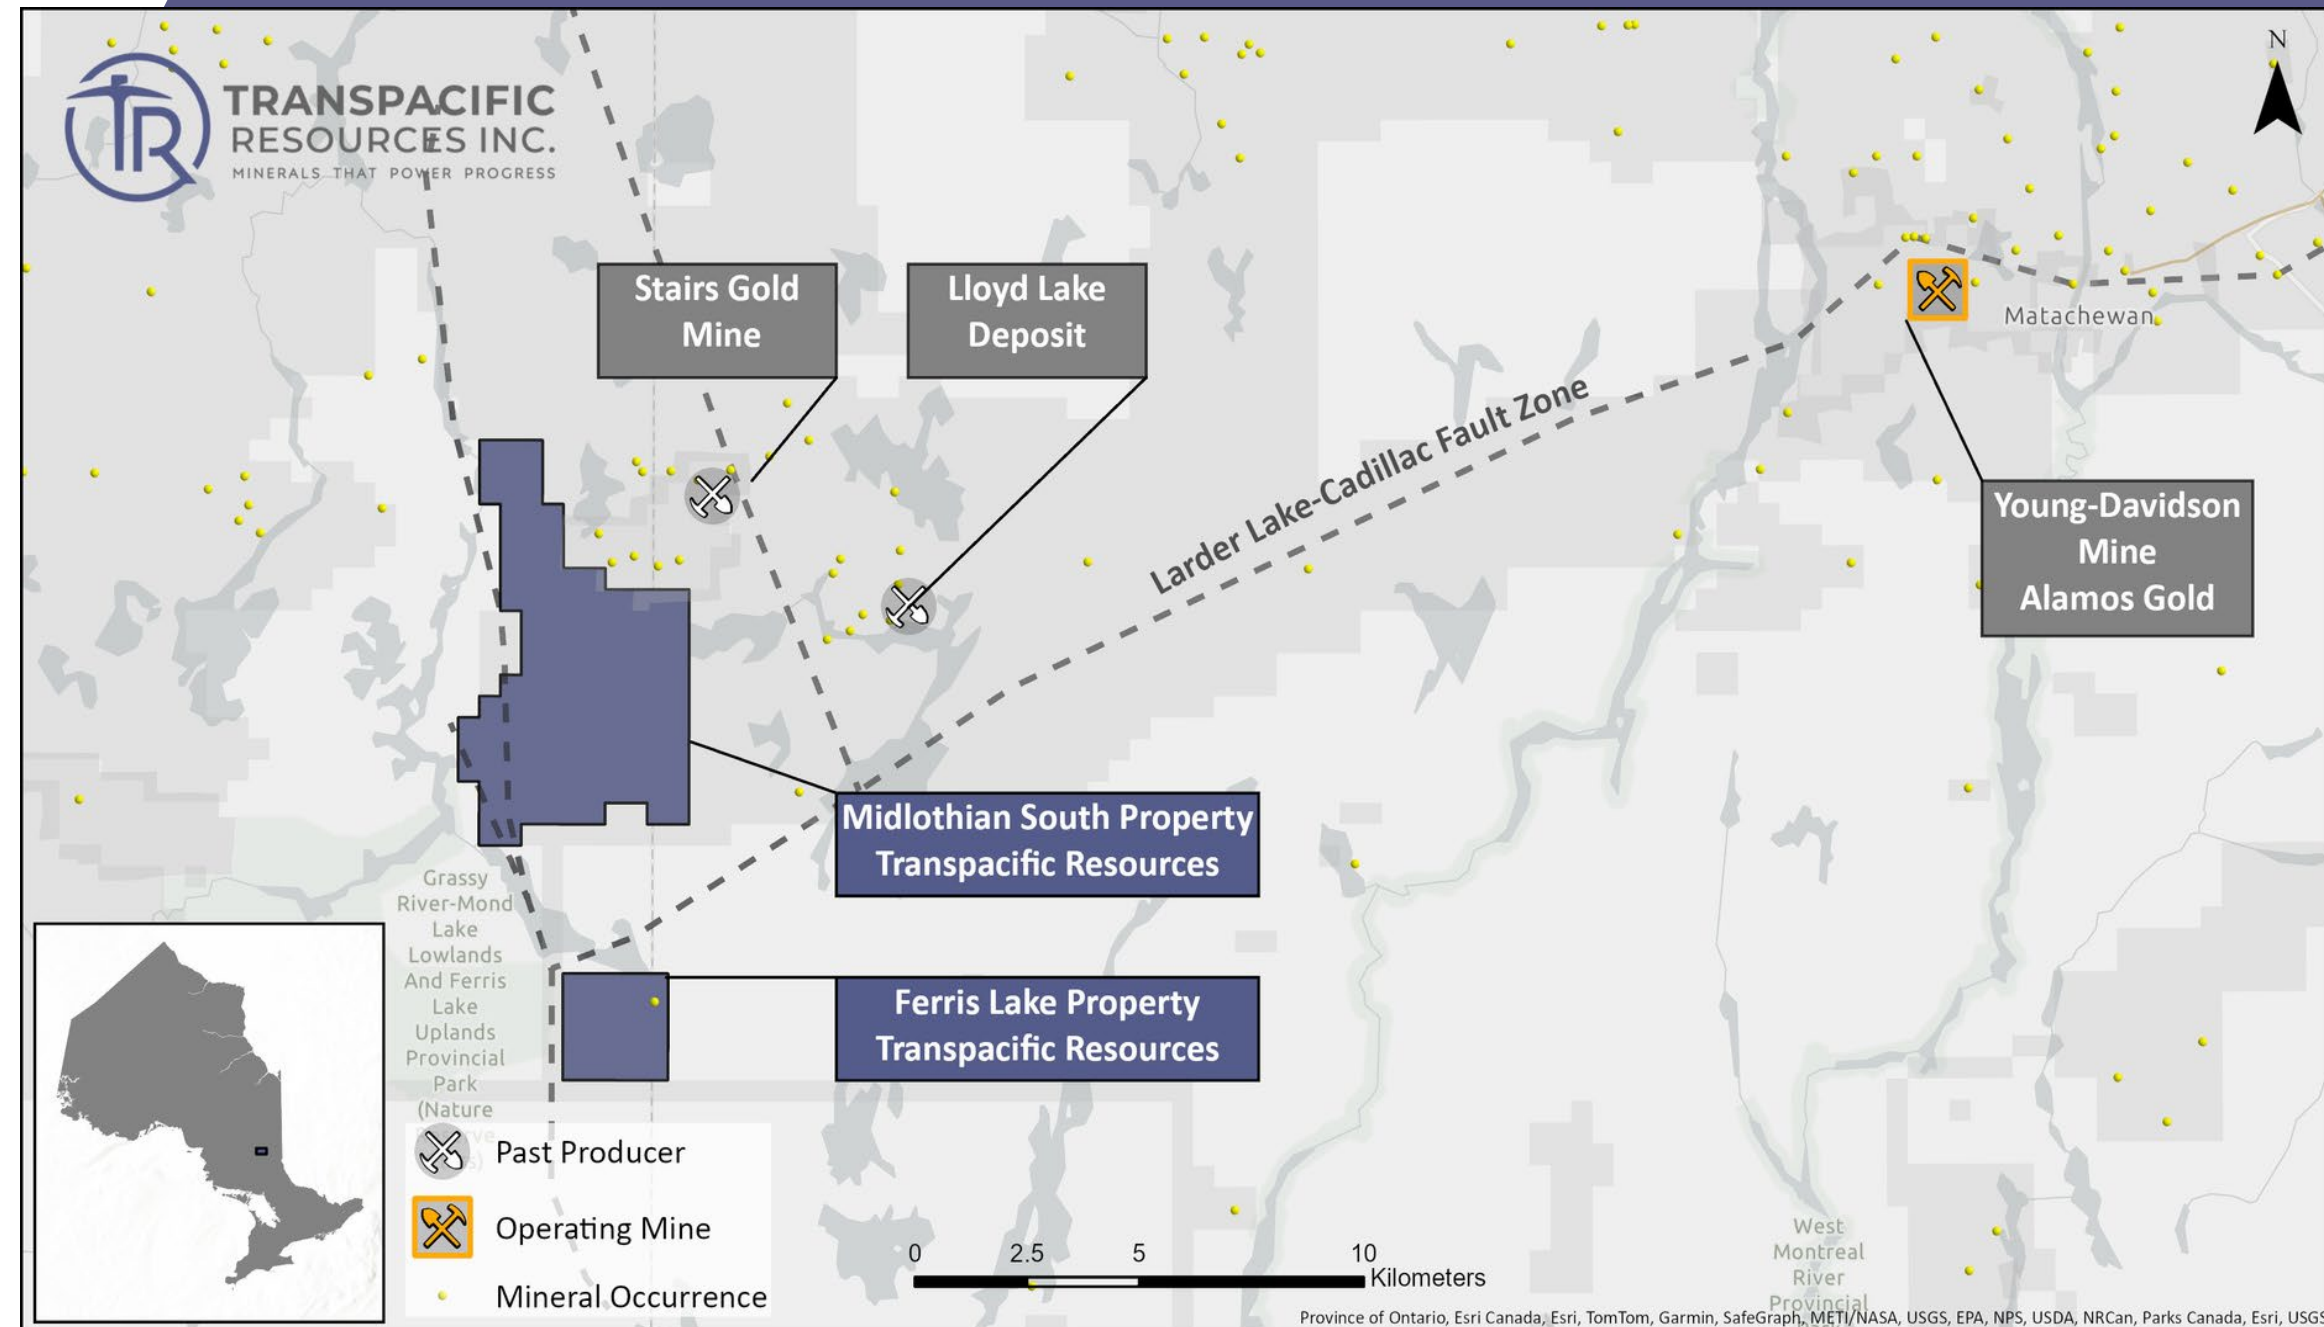 TR
TRANSPACIFIC
RESOURCES INC.
MINERALS THAT POWER PROGRESS
N
Stairs Gold
Mine
Lloyd Lake
Deposit
Larder Lake-Cadillac Fault Zone
Matachewan
Young-Davidson
Mine
Alamos Gold
Midlothian South Property
Transpacific Resources
Ferris Lake Property
Transpacific Resources
Grassy
River-Mond
Lake
Lowlands
And Ferris
Lake
Uplands
Provincial
Park
(Nature
Past Producer
Operating Mine
Mineral Occurrence
0 2.5 5 10
Kilometers
West
Montreal
River
Provincial
Province of Ontario, Esri Canada, Esri, TomTom, Garmin, SafeGraph, METI/NASA, USGS, EPA, NPS, USDA, NRCan, Parks Canada, Esri, USGS